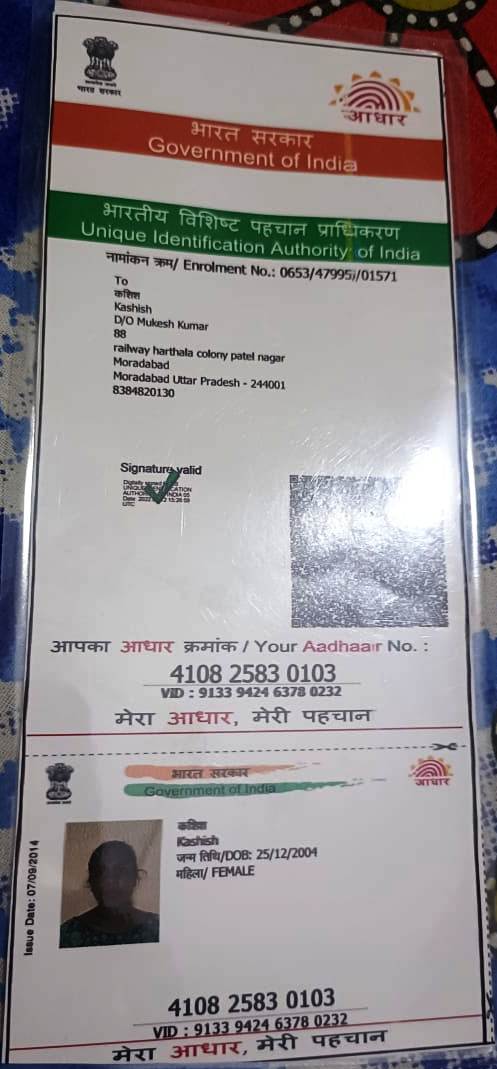 भारत सरकार
आधार
भारत सरकार
Government of India
भारतीय विशिष्ट पहचान प्राधिकरण
Unique Identification Authority of India
नामांकन क्रम/ Enrolment No.: 0653/47995/01571
To
कशिश
Kashish
D/O Mukesh Kumar
88
railway harthala colony patel nagar
Moradabad
Moradabad Uttar Pradesh - 244001
8384820130
Signature valid
आपका आधार क्रमांक / Your Aadhaar No. :
4108 2583 0103
VID : 9133 9424 6378 0232
मेरा आधार, मेरी पहचान
भारत सरकार
Government of India
आधार
Issue Date: 07/09/2014
कशिश
Kashish
जन्म तिथि/DOB: 25/12/2004
महिला/ FEMALE
4108 2583 0103
VID : 9133 9424 6378 0232
मेरा आधार, मेरी पहचान